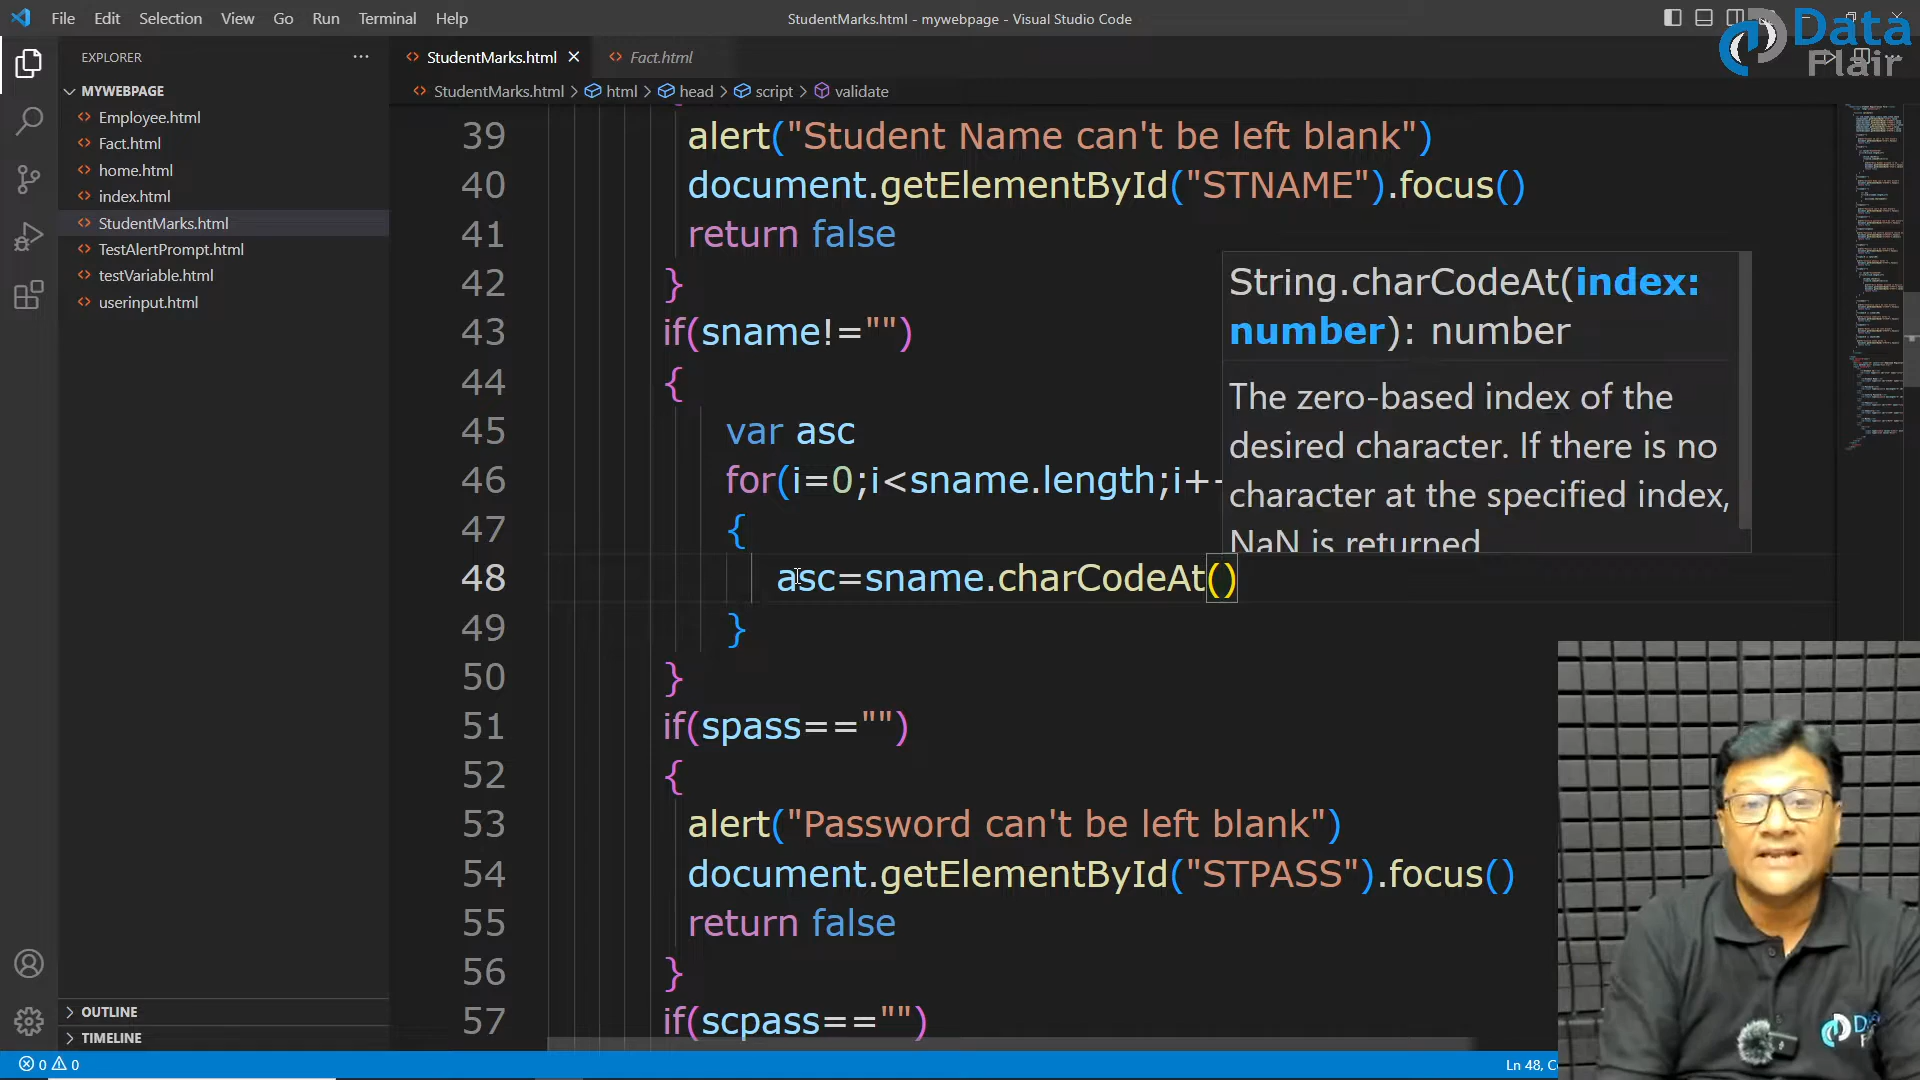 File Edit Selection View Go Run Terminal Help
StudentMarks.html - mywebpage - Visual Studio Code
Data Flair
EXPLORER
MYWEBPAGE
Employee.html
Fact.html
home.html
index.html
StudentMarks.html
TestAlertPrompt.html
testVariable.html
userinput.html
OUTLINE
TIMELINE
StudentMarks.html Fact.html
StudentMarks.html > html > head > script > validate
39 alert("Student Name can't be left blank")
40 document.getElementById("STNAME").focus()
41 return false
42 }
43 if(sname!="")
44 {
45 var asc
46 for(i=0;i<sname.length;i+
47 {
48 asc=sname.charCodeAt()
49 }
50 }
51 if(spass=="")
52 {
53 alert("Password can't be left blank")
54 document.getElementById("STPASS").focus()
55 return false
56 }
57 if(scpass=="")
String.charCodeAt(index:
number): number
The zero-based index of the
desired character. If there is no
character at the specified index,
NaN is returned
0 0
Ln 48, C